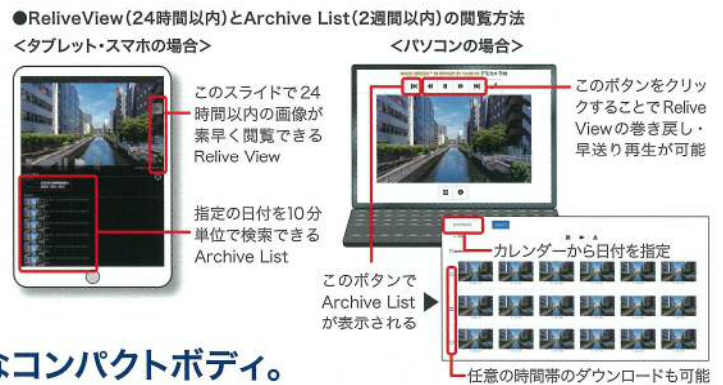 ●ReliveView(24時間以内)とArchive List(2週間以内)の閲覧方法
<タブレット・スマホの場合>
このスライドで24
時間以内の画像が
素早く閲覧できる
Relive View
指定の日付を10分
単位で検索できる
Archive List
<パソコンの場合>
このボタンをクリッ
クすることでRelive
Viewの巻き戻し・
早送り再生が可能
このボタンで
Archive List
が表示される
カレンダーから日付を指定
任意の時間帯のダウンロードも可能
なコンパクトボディ。